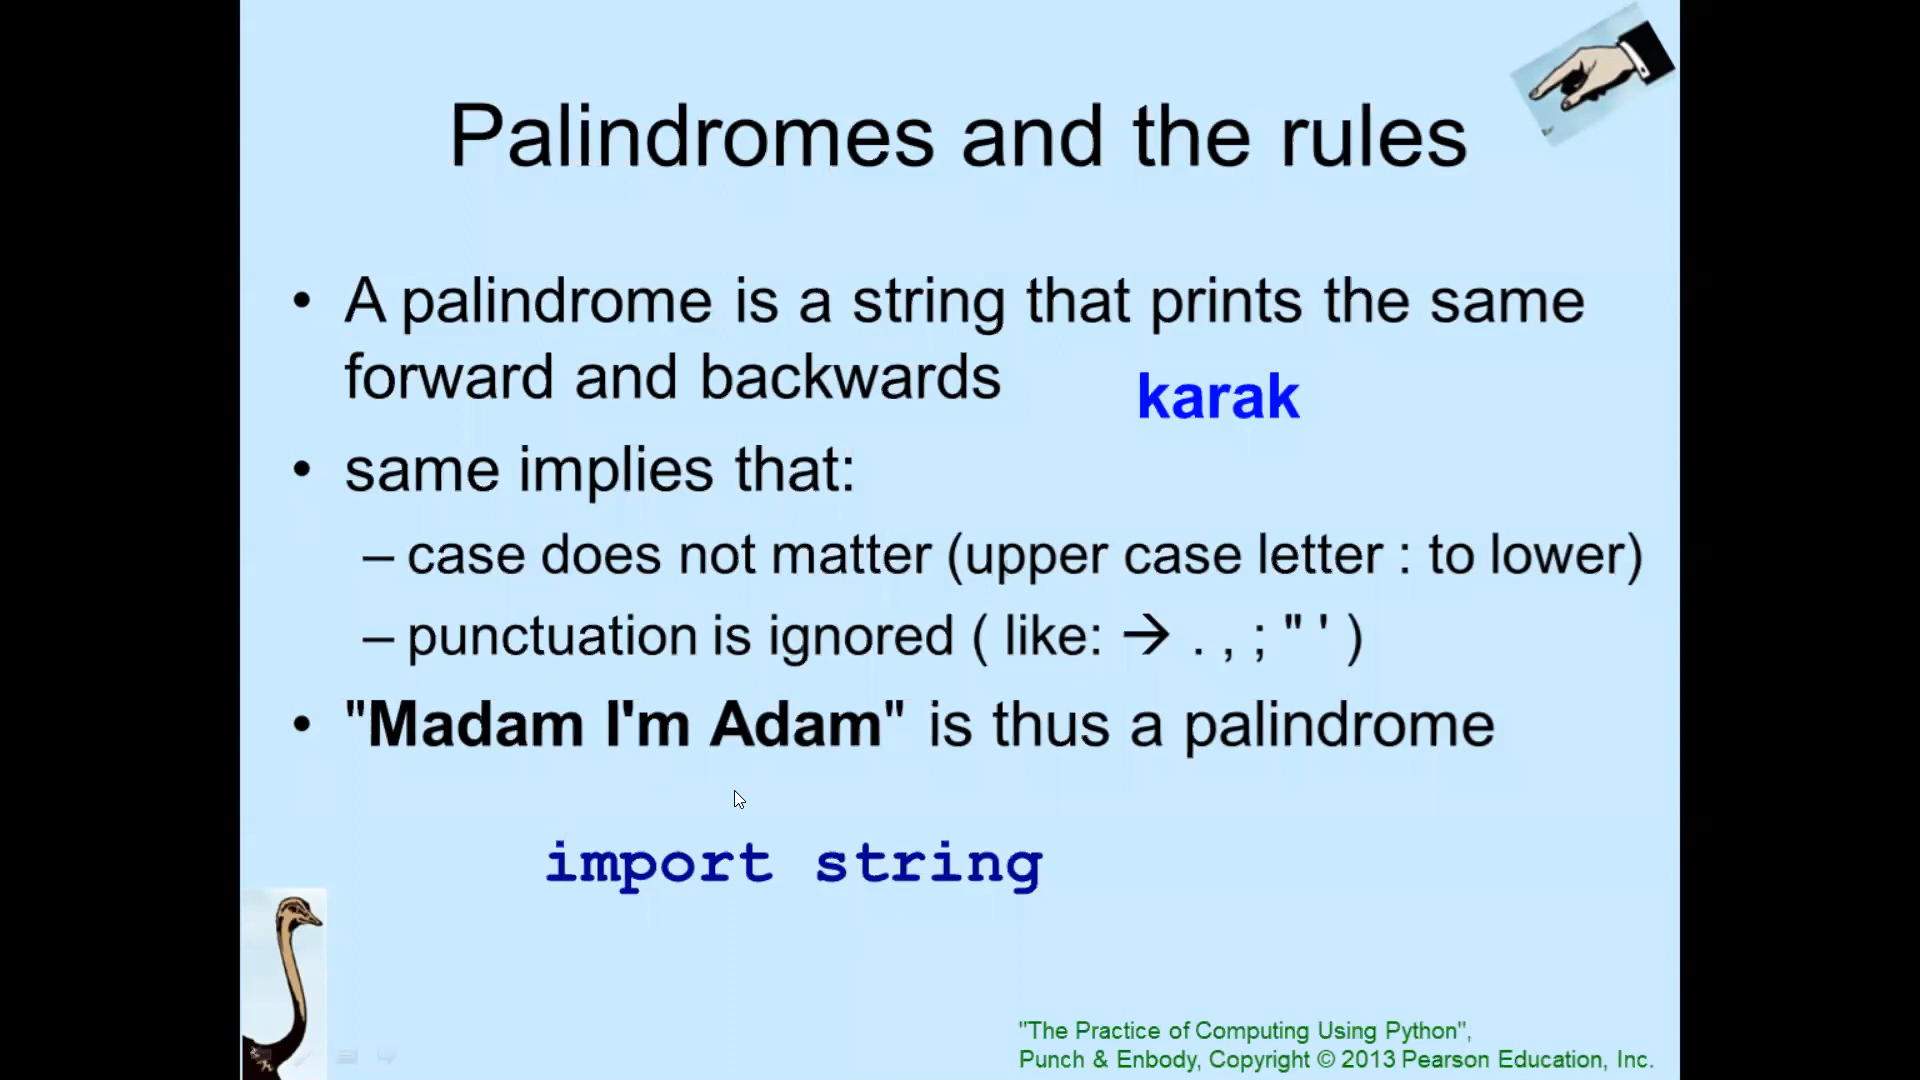 Palindromes and the rules
• A palindrome is a string that prints the same
forward and backwards karak
• same implies that:
– case does not matter (upper case letter : to lower)
– punctuation is ignored ( like: → . , ; " ' )
• "Madam I'm Adam" is thus a palindrome
import string
"The Practice of Computing Using Python",
Punch & Enbody, Copyright © 2013 Pearson Education, Inc.